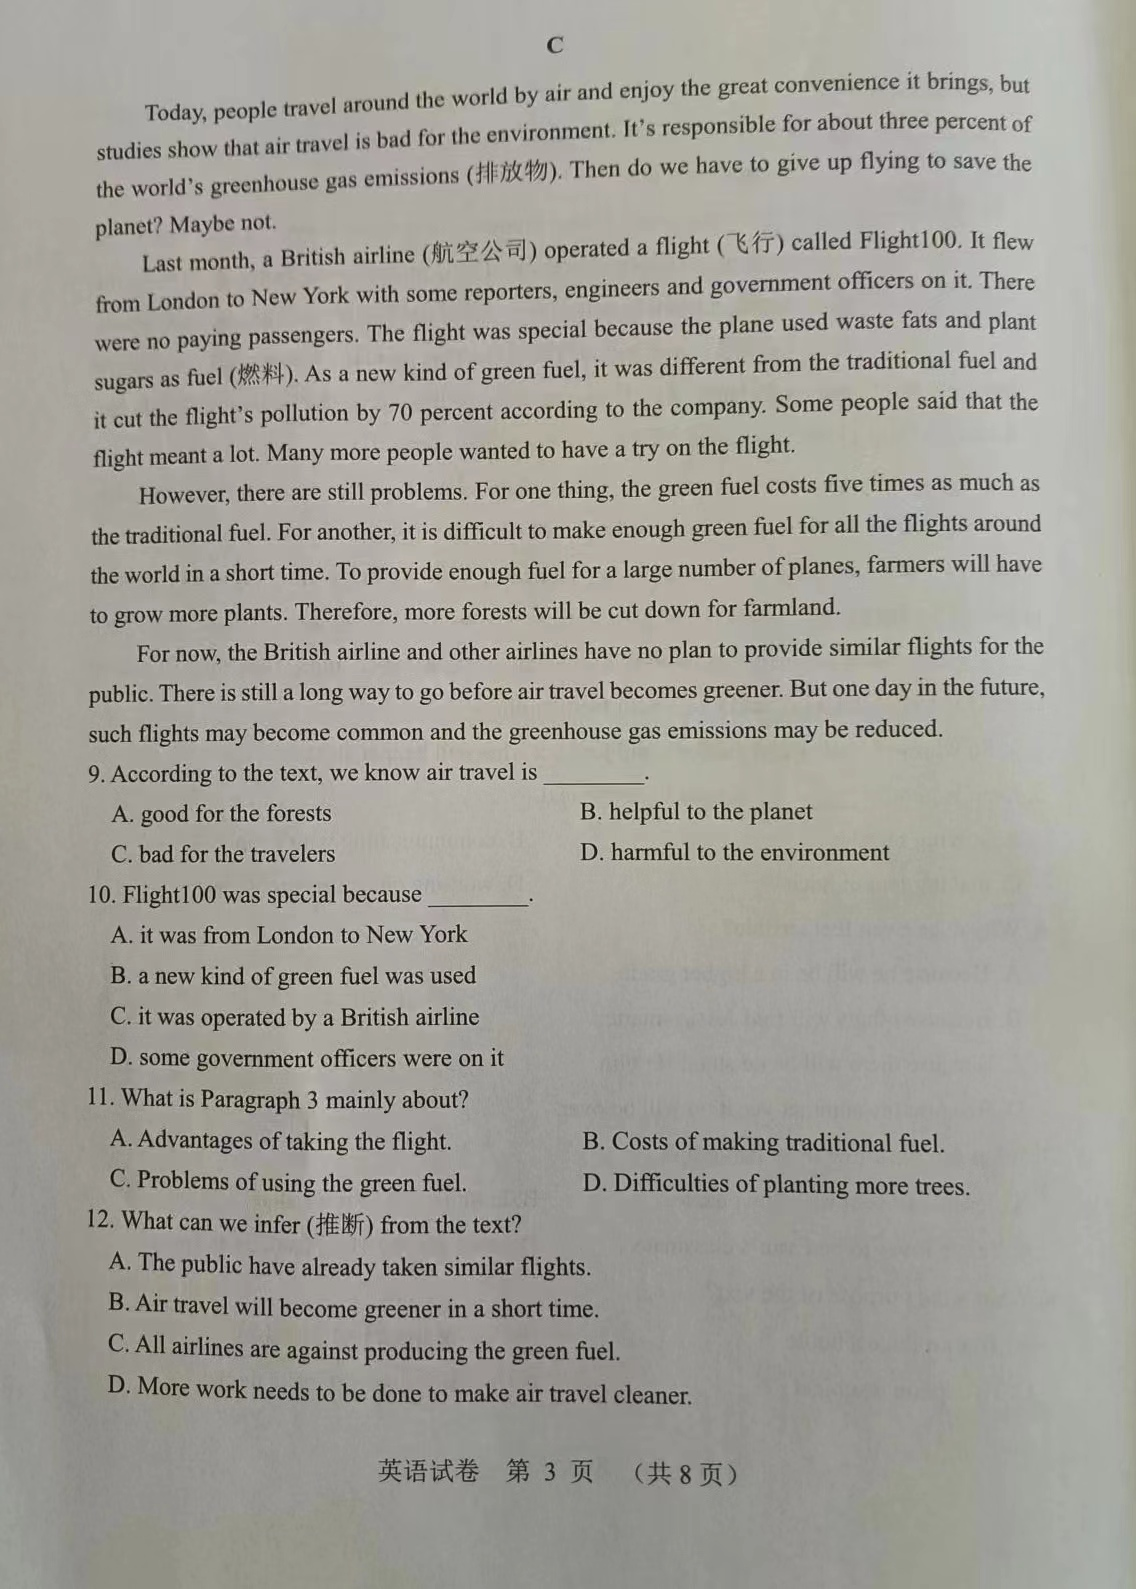 C
Today, people travel around the world by air and enjoy the great convenience it brings, but
studies show that air travel is bad for the environment. It's responsible for about three percent of
the world's greenhouse gas emissions (排放物). Then do we have to give up flying to save the
planet? Maybe not.
Last month, a British airline (航空公司) operated a flight (飞行) called Flight100. It flew
from London to New York with some reporters, engineers and government officers on it. There
were no paying passengers. The flight was special because the plane used waste fats and plant
sugars as fuel (燃料). As a new kind of green fuel, it was different from the traditional fuel and
it cut the flight's pollution by 70 percent according to the company. Some people said that the
flight meant a lot. Many more people wanted to have a try on the flight.
However, there are still problems. For one thing, the green fuel costs five times as much as
the traditional fuel. For another, it is difficult to make enough green fuel for all the flights around
the world in a short time. To provide enough fuel for a large number of planes, farmers will have
to grow more plants. Therefore, more forests will be cut down for farmland.
For now, the British airline and other airlines have no plan to provide similar flights for the
public. There is still a long way to go before air travel becomes greener. But one day in the future,
such flights may become common and the greenhouse gas emissions may be reduced.
9. According to the text, we know air travel is ________.
A. good for the forests B. helpful to the planet
C. bad for the travelers D. harmful to the environment
10. Flight100 was special because ________.
A. it was from London to New York
B. a new kind of green fuel was used
C. it was operated by a British airline
D. some government officers were on it
11. What is Paragraph 3 mainly about?
A. Advantages of taking the flight. B. Costs of making traditional fuel.
C. Problems of using the green fuel. D. Difficulties of planting more trees.
12. What can we infer (推断) from the text?
A. The public have already taken similar flights.
B. Air travel will become greener in a short time.
C. All airlines are against producing the green fuel.
D. More work needs to be done to make air travel cleaner.
英语试卷 第 3 页 （共 8 页）